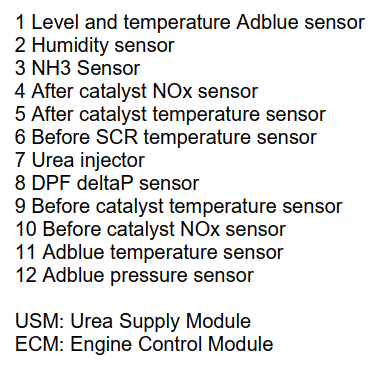 1 Level and temperature Adblue sensor
2 Humidity sensor
3 NH3 Sensor
4 After catalyst NOx sensor
5 After catalyst temperature sensor
6 Before SCR temperature sensor
7 Urea injector
8 DPF deltaP sensor
9 Before catalyst temperature sensor
10 Before catalyst NOx sensor
11 Adblue temperature sensor
12 Adblue pressure sensor
USM: Urea Supply Module
ECM: Engine Control Module